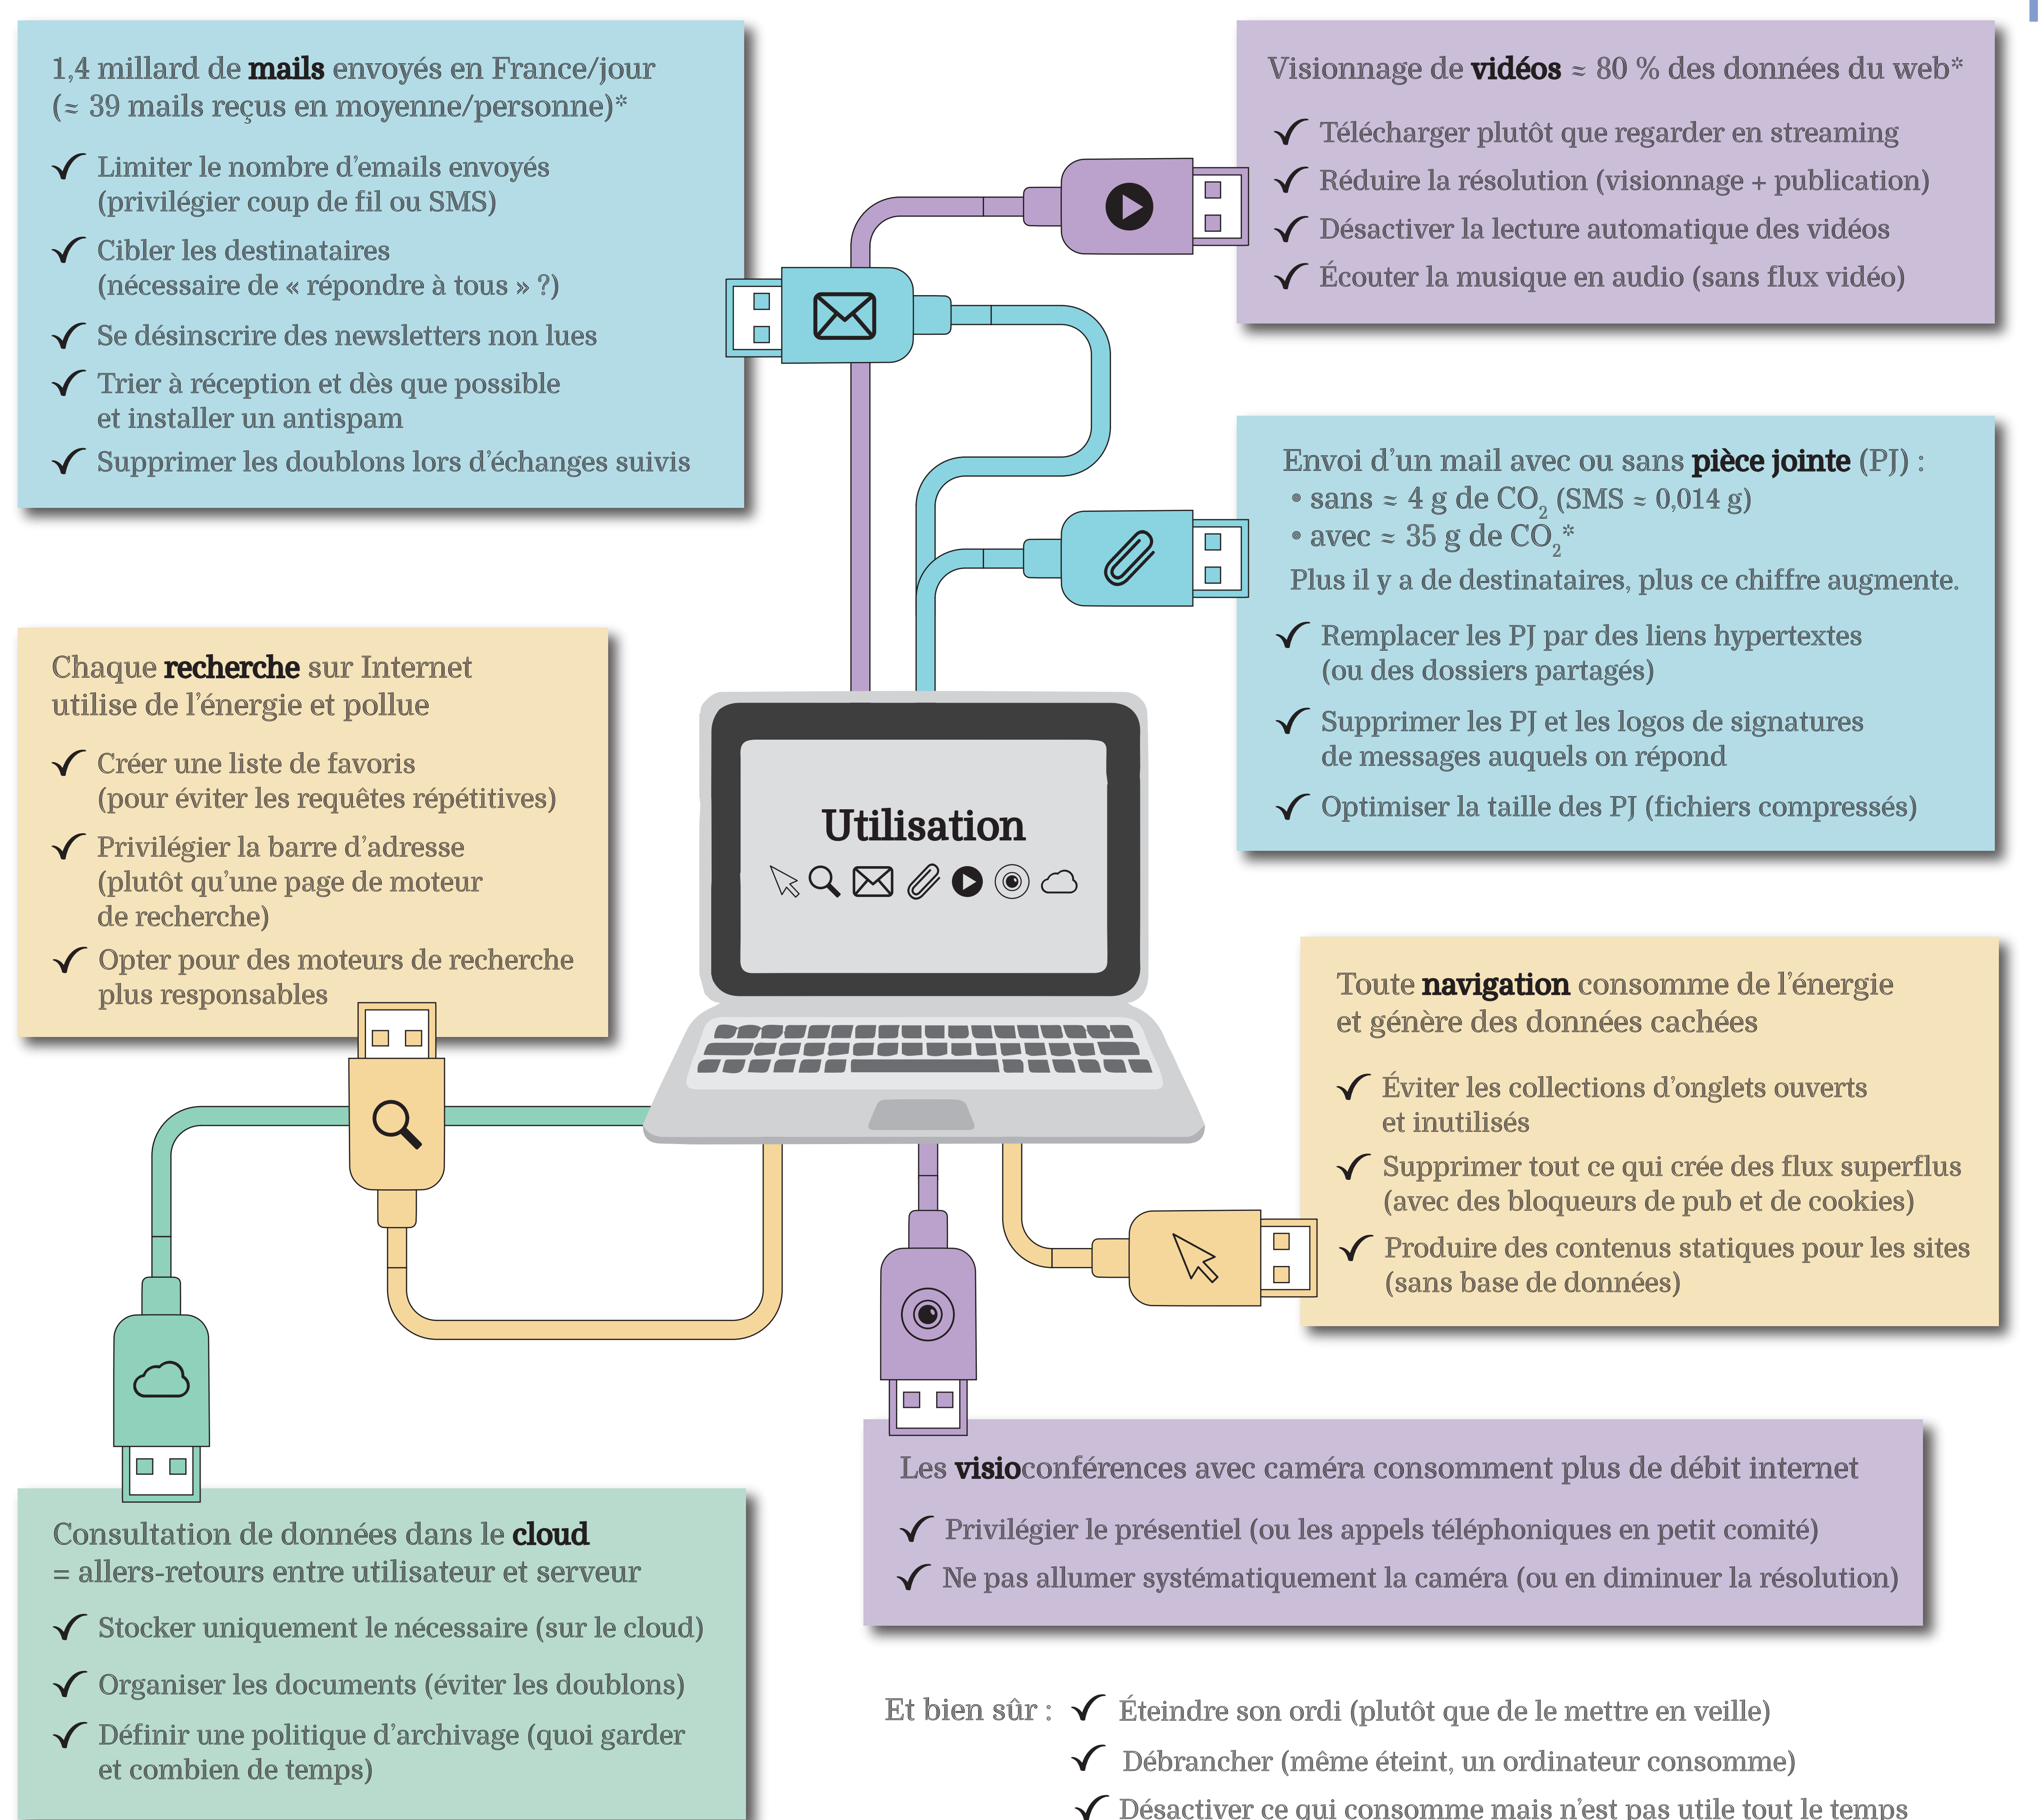 1,4 millard de mails envoyés en France/jour
(≈ 39 mails reçus en moyenne/personne)*
Limiter le nombre d’emails envoyés
(privilégier coup de fil ou SMS)
Cibler les destinataires
(nécessaire de « répondre à tous » ?)
Se désinscrire des newsletters non lues
Trier à réception et dès que possible
et installer un antispam
Supprimer les doublons lors d’échanges suivis
Visionnage de vidéos ≈ 80 % des données du web*
Télécharger plutôt que regarder en streaming
Réduire la résolution (visionnage + publication)
Désactiver la lecture automatique des vidéos
Écouter la musique en audio (sans flux vidéo)
Envoi d’un mail avec ou sans pièce jointe (PJ) :
• sans ≈ 4 g de CO₂ (SMS ≈ 0,014 g)
• avec ≈ 35 g de CO₂*
Plus il y a de destinataires, plus ce chiffre augmente.
Remplacer les PJ par des liens hypertextes
(ou des dossiers partagés)
Supprimer les PJ et les logos de signatures
de messages auquels on répond
Optimiser la taille des PJ (fichiers compressés)
Chaque recherche sur Internet
utilise de l’énergie et pollue
Créer une liste de favoris
(pour éviter les requêtes répétitives)
Privilégier la barre d’adresse
(plutôt qu’une page de moteur
de recherche)
Opter pour des moteurs de recherche
plus responsables
Utilisation
Toute navigation consomme de l’énergie
et génère des données cachées
Éviter les collections d’onglets ouverts
et inutilisés
Supprimer tout ce qui crée des flux superflus
(avec des bloqueurs de pub et de cookies)
Produire des contenus statiques pour les sites
(sans base de données)
Les visioconférences avec caméra consomment plus de débit internet
Privilégier le présentiel (ou les appels téléphoniques en petit comité)
Ne pas allumer systématiquement la caméra (ou en diminuer la résolution)
Consultation de données dans le cloud
= allers-retours entre utilisateur et serveur
Stocker uniquement le nécessaire (sur le cloud)
Organiser les documents (éviter les doublons)
Définir une politique d’archivage (quoi garder
et combien de temps)
Et bien sûr : Éteindre son ordi (plutôt que de le mettre en veille)
Débrancher (même éteint, un ordinateur consomme)
Désactiver ce qui consomme mais n’est pas utile tout le temps